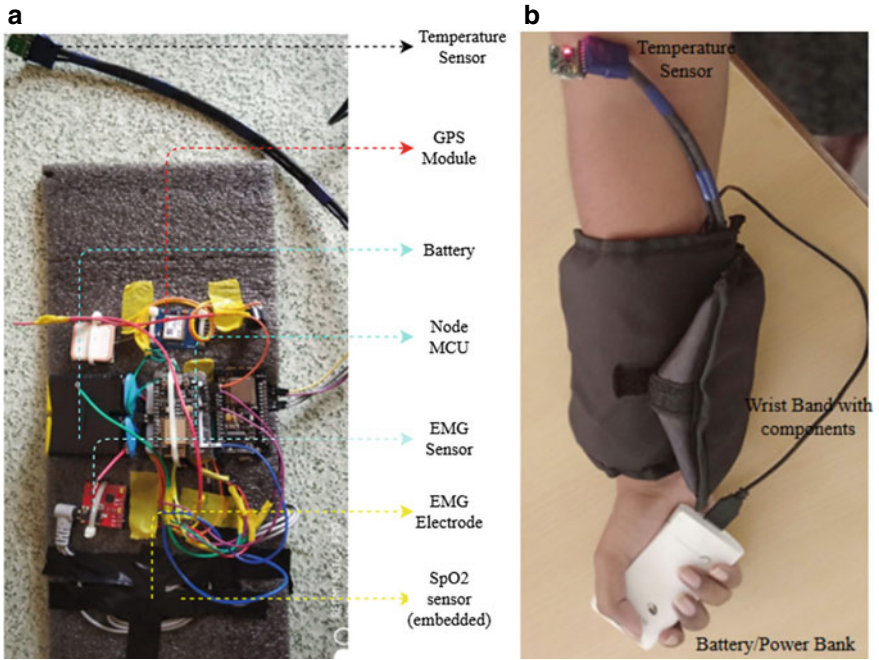 a
Temperature
Sensor
GPS
Module
Battery
Node
MCU
EMG
Sensor
EMG
Electrode
SpO2
sensor
(embedded)
b
Temperature
Sensor
Wrist Band with
components
Battery/Power Bank